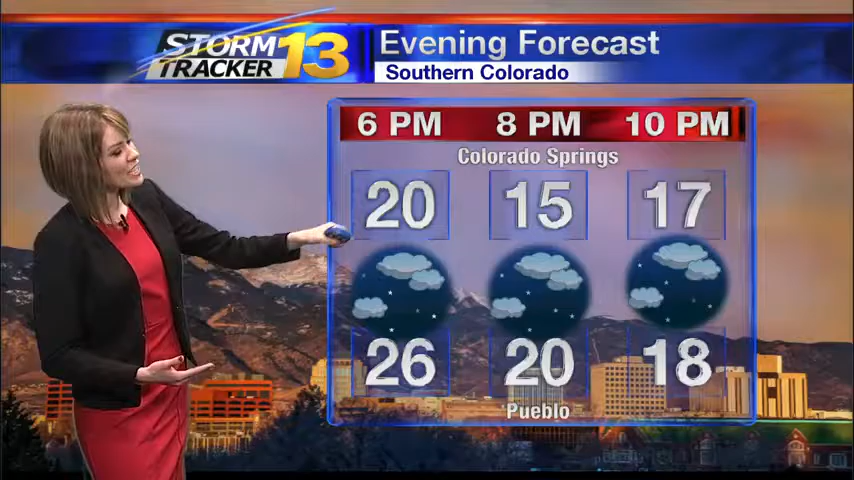 STORM
TRACKER 13
Evening Forecast
Southern Colorado
6 PM 8 PM 10 PM
Colorado Springs
20 15 17
26 20 18
Pueblo